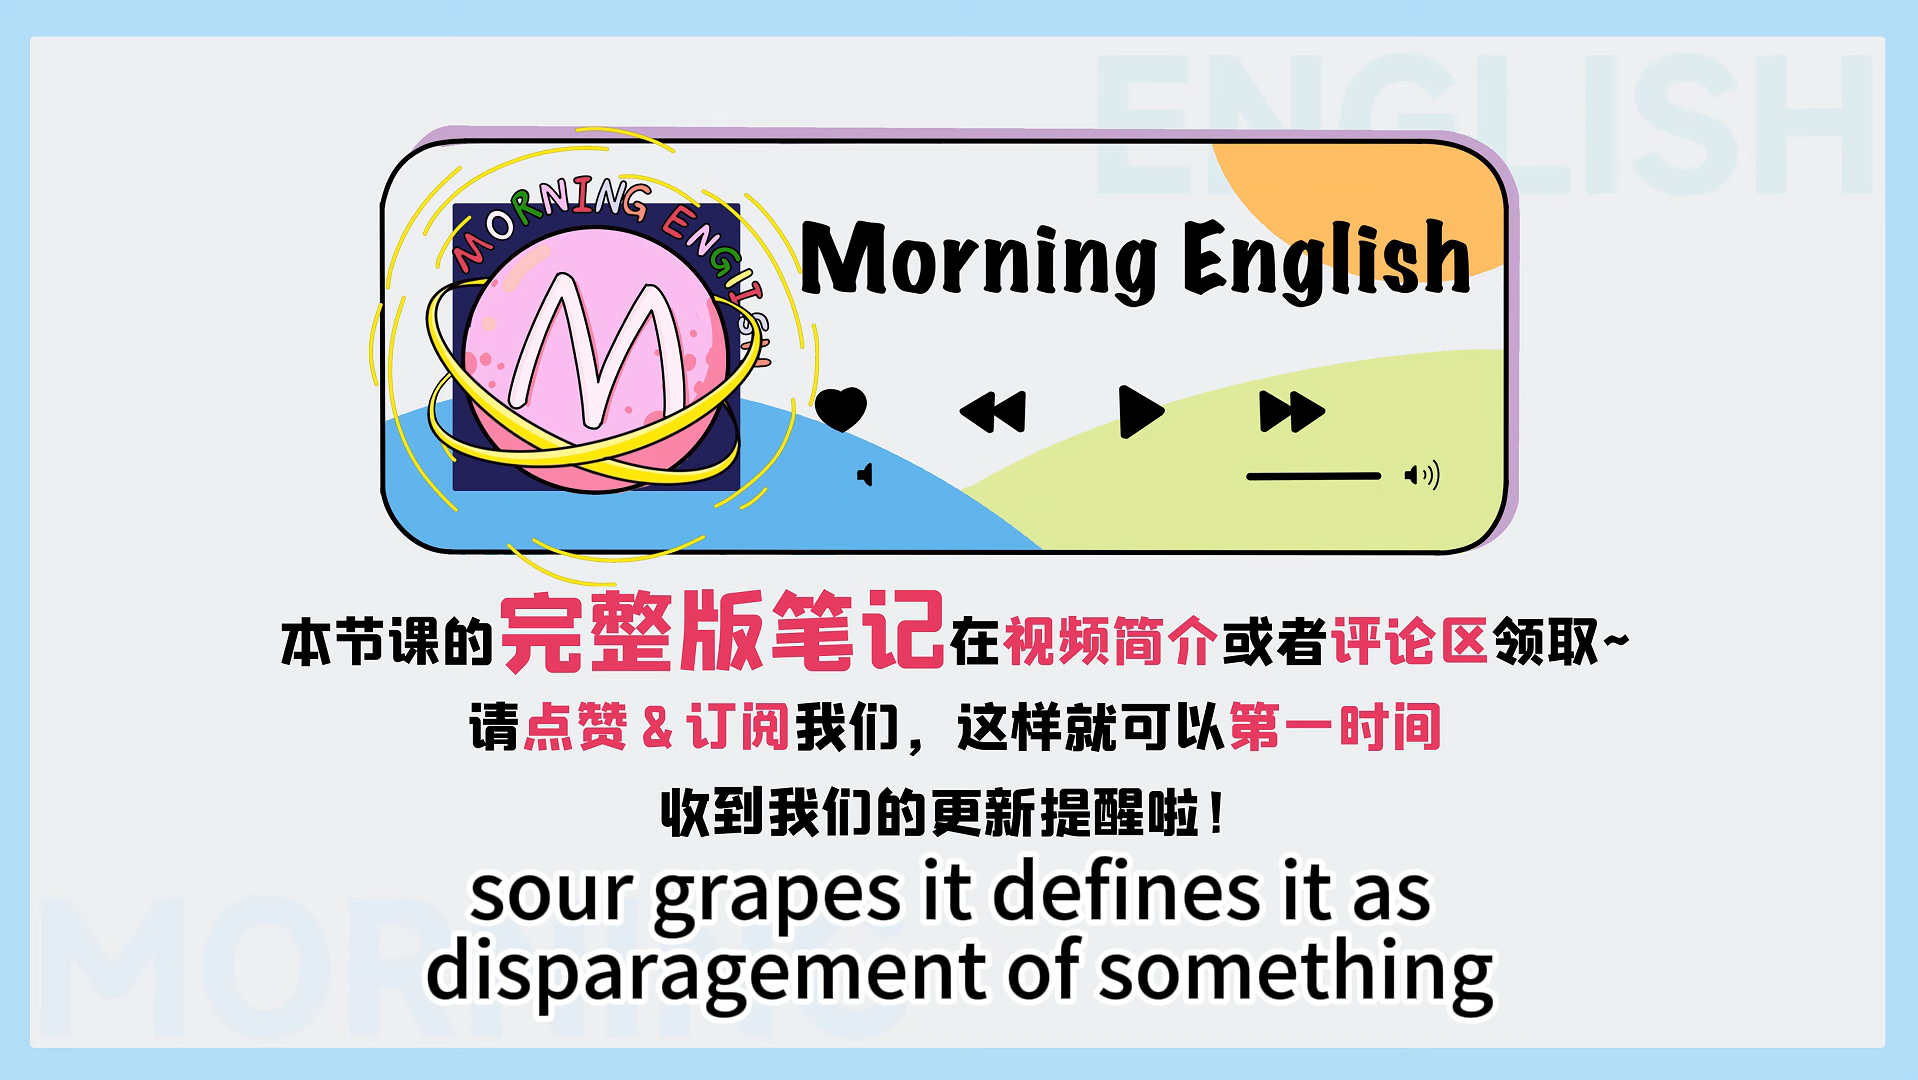 ENGLISH
MORNING ENGLISH
M
Morning English
本节课的完整版笔记在视频简介或者评论区领取~
请点赞&订阅我们，这样就可以第一时间
收到我们的更新提醒啦！
MORNING
sour grapes it defines it as
disparagement of something